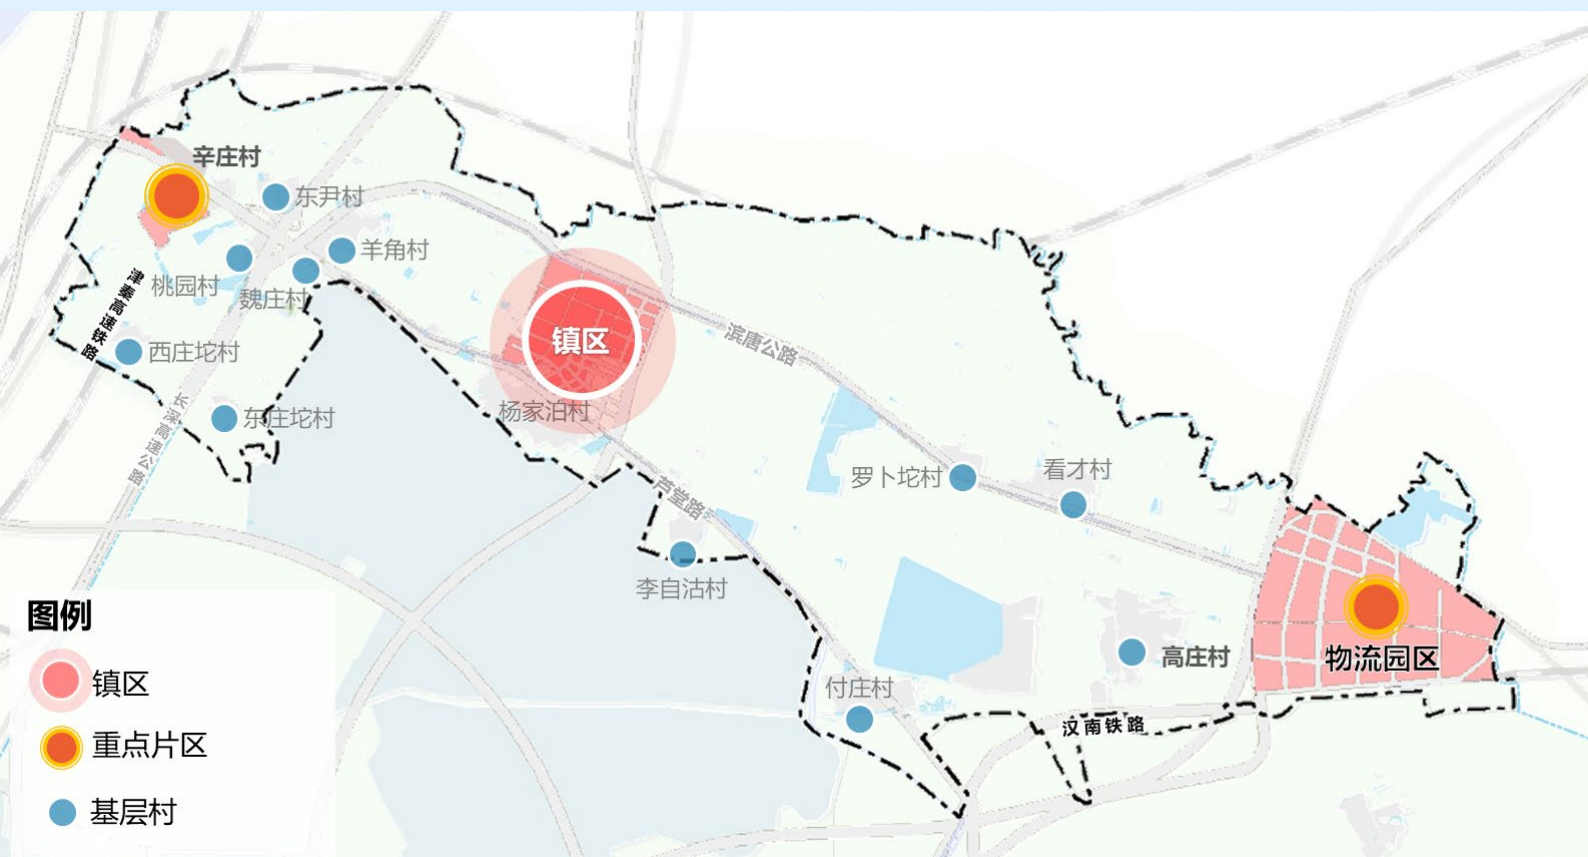 辛庄村
东尹村
羊角村
桃园村
魏庄村
津秦高速铁路
西庄坨村
东庄坨村
长深高速公路
镇区
滨唐公路
杨家泊村
芦堂路
罗卜坨村
看才村
李自沽村
高庄村
物流园区
付庄村
汉南铁路
图例
镇区
重点片区
基层村